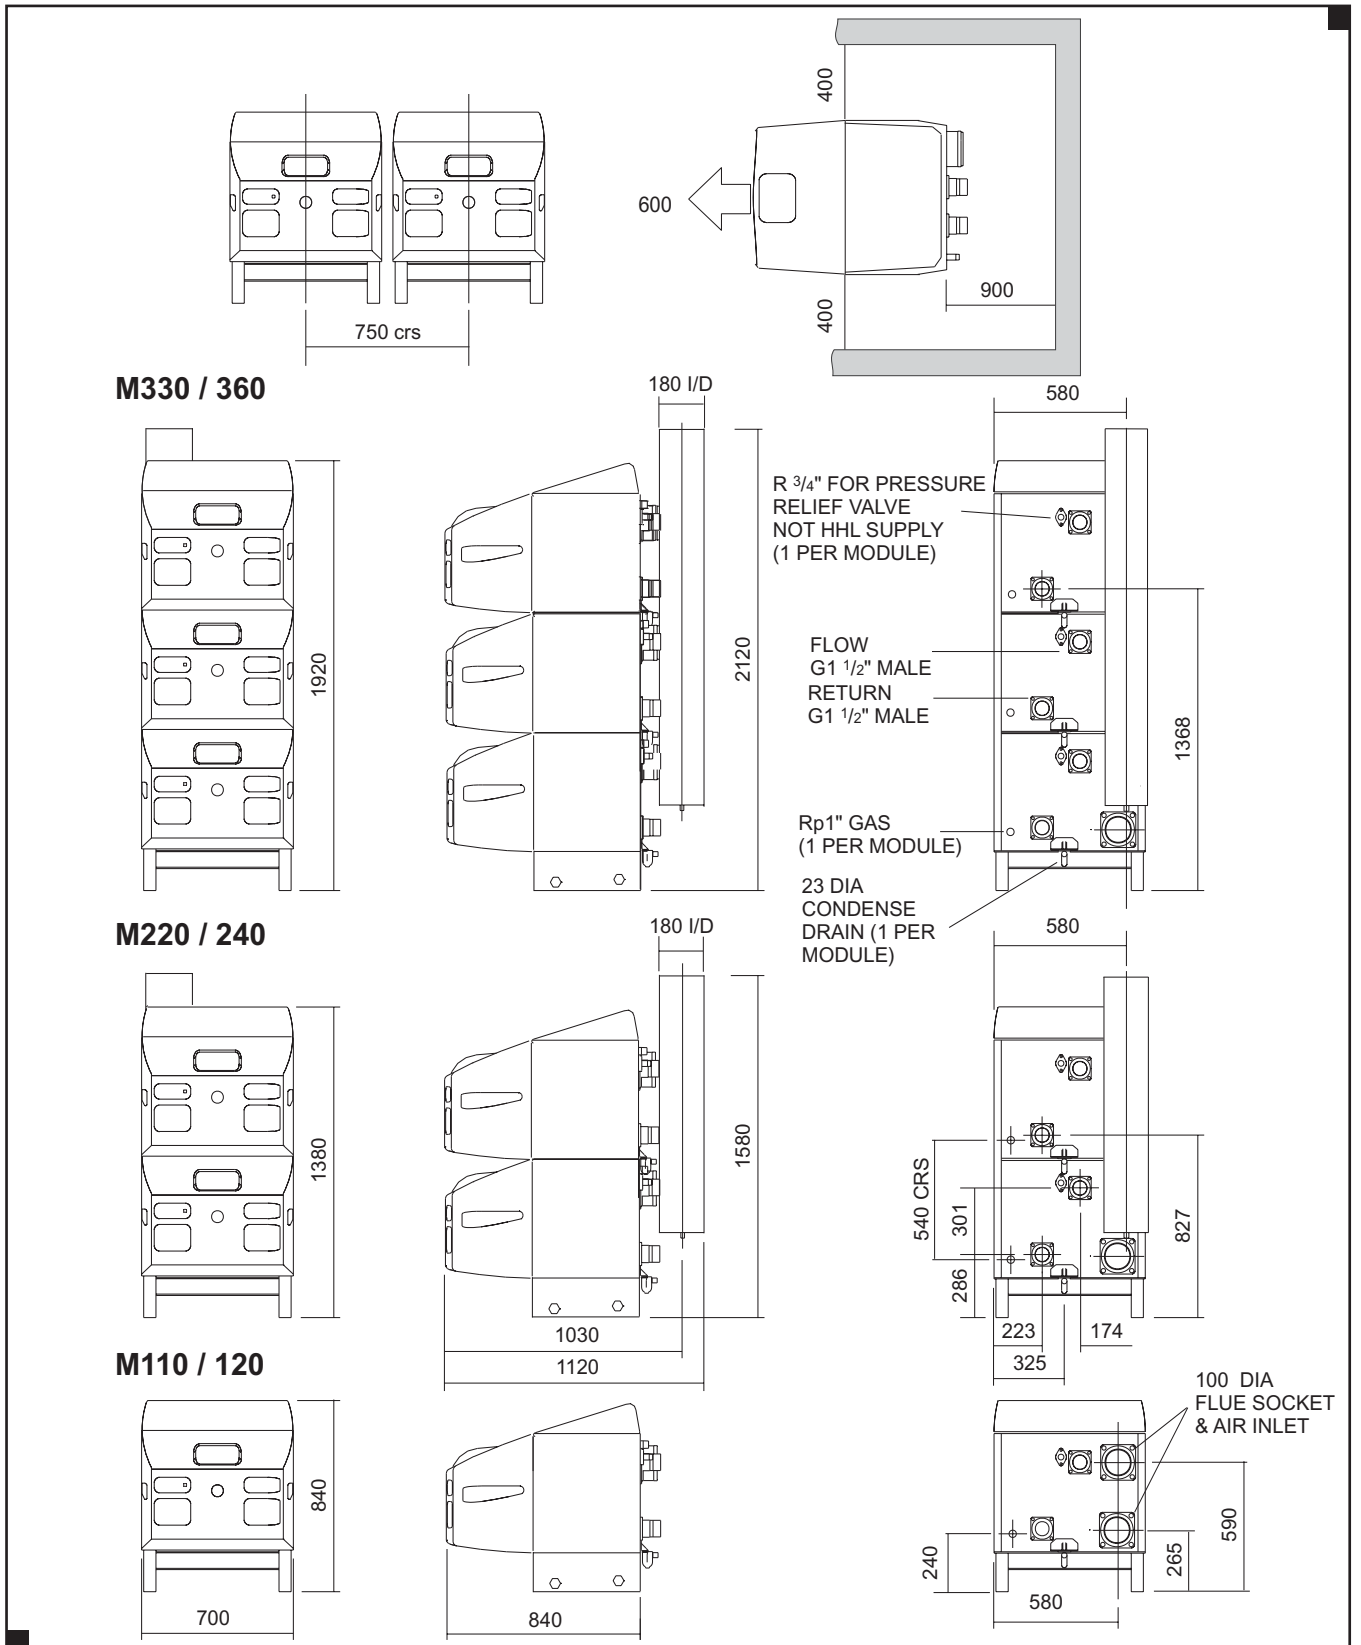 400
600
900
400
750 crs
M330 / 360
180 I/D
580
R 3/4" FOR PRESSURE
RELIEF VALVE
NOT HHL SUPPLY
(1 PER MODULE)
1920
2120
FLOW
G1 1/2" MALE
RETURN
G1 1/2" MALE
1368
Rp1" GAS
(1 PER MODULE)
23 DIA
CONDENSE
DRAIN (1 PER
MODULE)
M220 / 240
180 I/D
580
1380
1580
540 CRS
301
286
827
223
174
325
1030
1120
M110 / 120
100 DIA
FLUE SOCKET
& AIR INLET
840
240
590
265
700
840
580